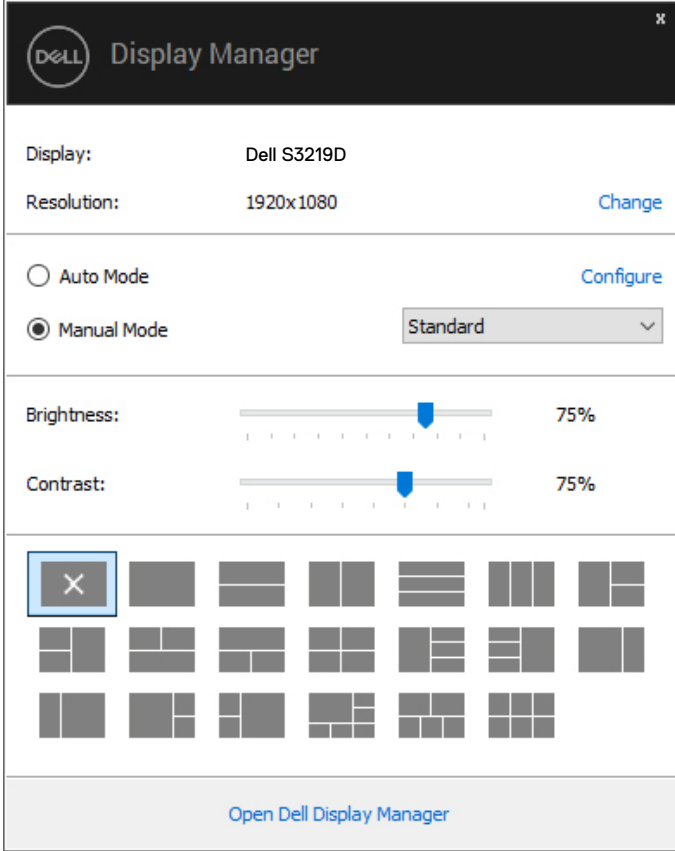 x
DELL Display Manager
Display: Dell S3219D
Resolution: 1920x1080 Change
Auto Mode Configure
Manual Mode Standard
Brightness: 75%
Contrast: 75%
Open Dell Display Manager